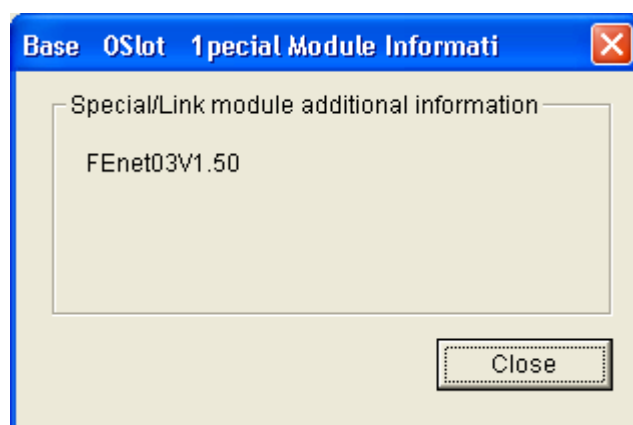 Base 0Slot 1pecial Module Informati
Special/Link module additional information
FEnet03V1.50
Close